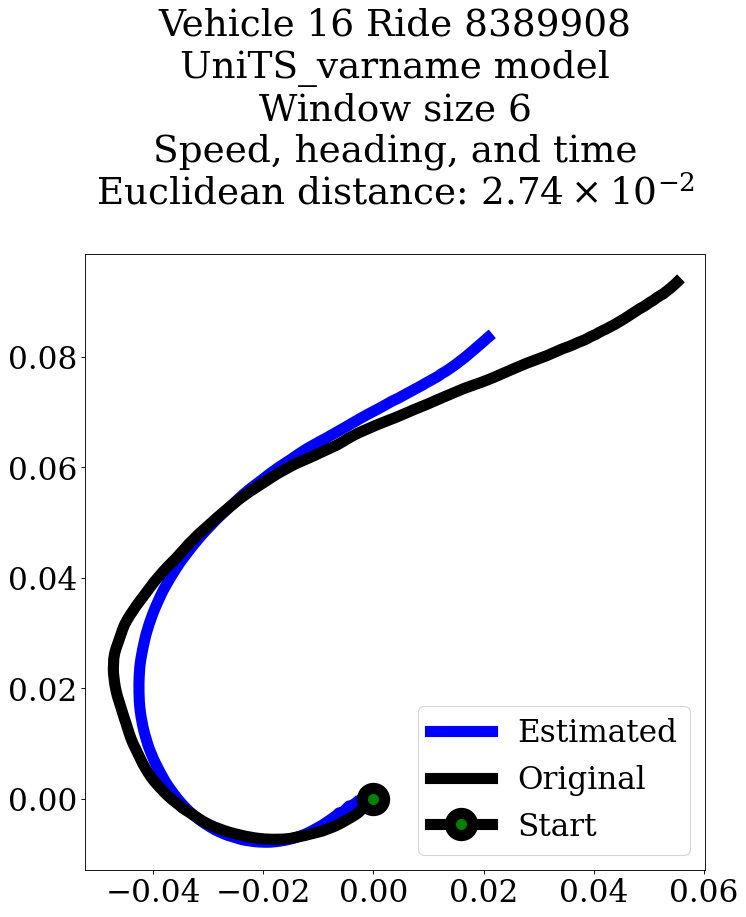 Vehicle 16 Ride 8389908
UniTS_varname model
Window size 6
Speed, heading, and time
Euclidean distance: 2.74 × 10⁻²
0.08
0.06
0.04
0.02
0.00
Estimated
Original
Start
−0.04 −0.02 0.00 0.02 0.04 0.06